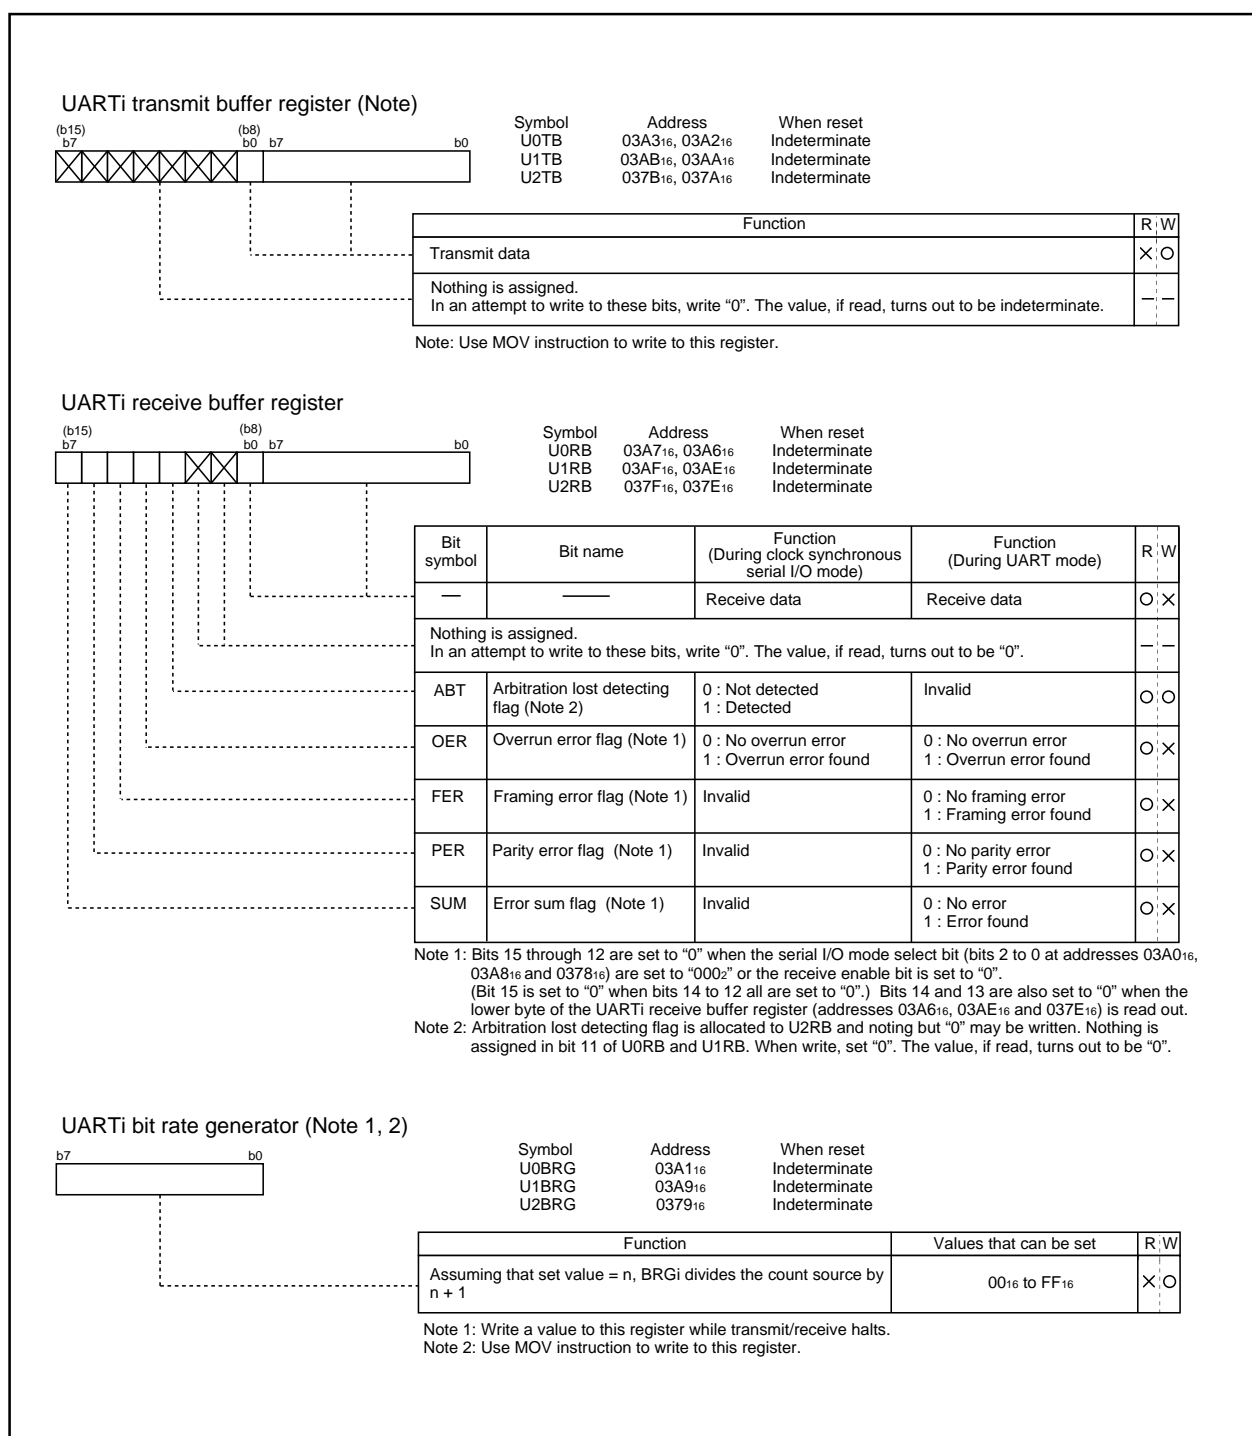 UARTi transmit buffer register (Note)
(b15) (b8)
b7 b0 b7 b0
Symbol Address When reset
U0TB 03A316, 03A216 Indeterminate
U1TB 03AB16, 03AA16 Indeterminate
U2TB 037B16, 037A16 Indeterminate
Function R W
Transmit data X O
Nothing is assigned.
In an attempt to write to these bits, write “0”. The value, if read, turns out to be indeterminate. — —
Note: Use MOV instruction to write to this register.
UARTi receive buffer register
(b15) (b8)
b7 b0 b7 b0
Symbol Address When reset
U0RB 03A716, 03A616 Indeterminate
U1RB 03AF16, 03AE16 Indeterminate
U2RB 037F16, 037E16 Indeterminate
Bit symbol Bit name Function (During clock synchronous serial I/O mode) Function (During UART mode) R W
— — Receive data Receive data O X
Nothing is assigned.
In an attempt to write to these bits, write “0”. The value, if read, turns out to be “0”. — —
ABT Arbitration lost detecting flag (Note 2) 0 : Not detected 1 : Detected Invalid O O
OER Overrun error flag (Note 1) 0 : No overrun error 1 : Overrun error found 0 : No overrun error 1 : Overrun error found O X
FER Framing error flag (Note 1) Invalid 0 : No framing error 1 : Framing error found O X
PER Parity error flag (Note 1) Invalid 0 : No parity error 1 : Parity error found O X
SUM Error sum flag (Note 1) Invalid 0 : No error 1 : Error found O X
Note 1: Bits 15 through 12 are set to “0” when the serial I/O mode select bit (bits 2 to 0 at addresses 03A016,
03A816 and 037816) are set to “0002” or the receive enable bit is set to “0”.
(Bit 15 is set to “0” when bits 14 to 12 all are set to “0”.) Bits 14 and 13 are also set to “0” when the
lower byte of the UARTi receive buffer register (addresses 03A616, 03AE16 and 037E16) is read out.
Note 2: Arbitration lost detecting flag is allocated to U2RB and noting but “0” may be written. Nothing is
assigned in bit 11 of U0RB and U1RB. When write, set “0”. The value, if read, turns out to be “0”.
UARTi bit rate generator (Note 1, 2)
b7 b0
Symbol Address When reset
U0BRG 03A116 Indeterminate
U1BRG 03A916 Indeterminate
U2BRG 037916 Indeterminate
Function Values that can be set R W
Assuming that set value = n, BRGi divides the count source by
n + 1 0016 to FF16 X O
Note 1: Write a value to this register while transmit/receive halts.
Note 2: Use MOV instruction to write to this register.